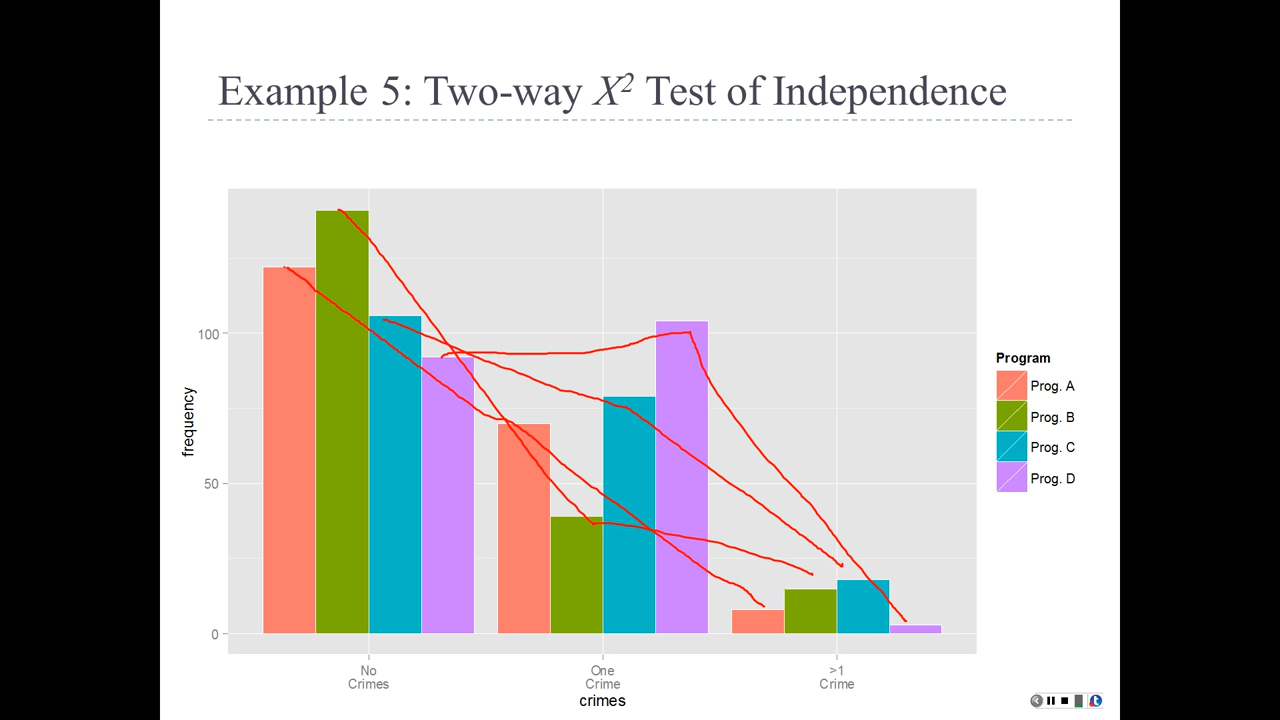 Example 5: Two-way X² Test of Independence
frequency
100
50
0
No
Crimes
One
Crime
>1
Crime
crimes
Program
Prog. A
Prog. B
Prog. C
Prog. D